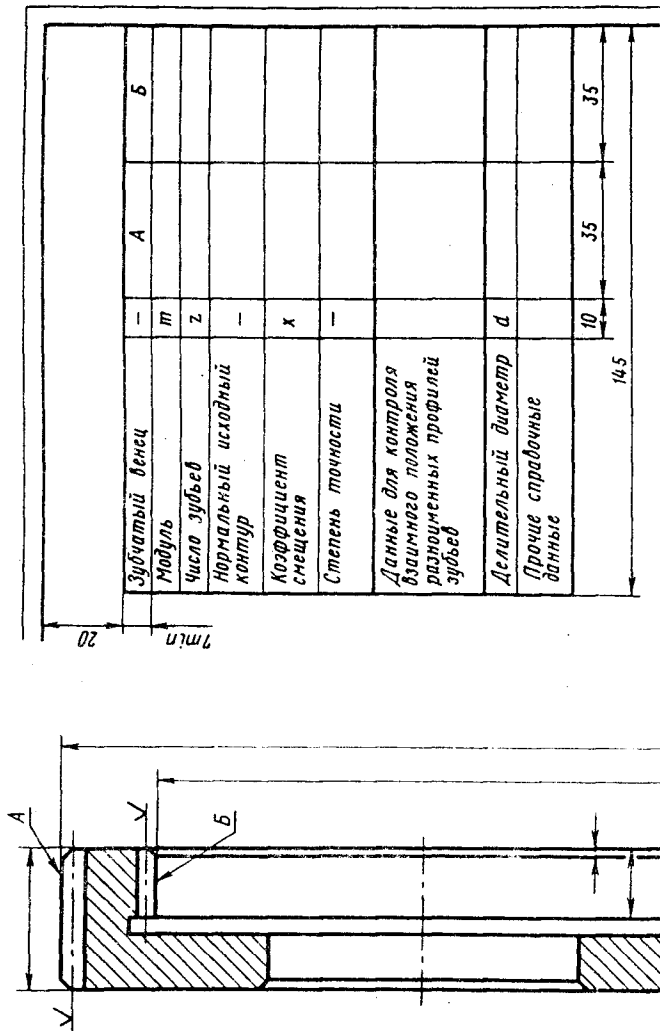 Зубчатый венец – А Б
Модуль m
Число зубьев z
Нормальный исходный
контур –
Коэффициент
смещения x
Степень точности –
Данные для контроля
взаимного положения
разноименных профилей
зубьев
Делительный диаметр d
Прочие справочные
данные
20
7min
10
35
35
145
А
Б